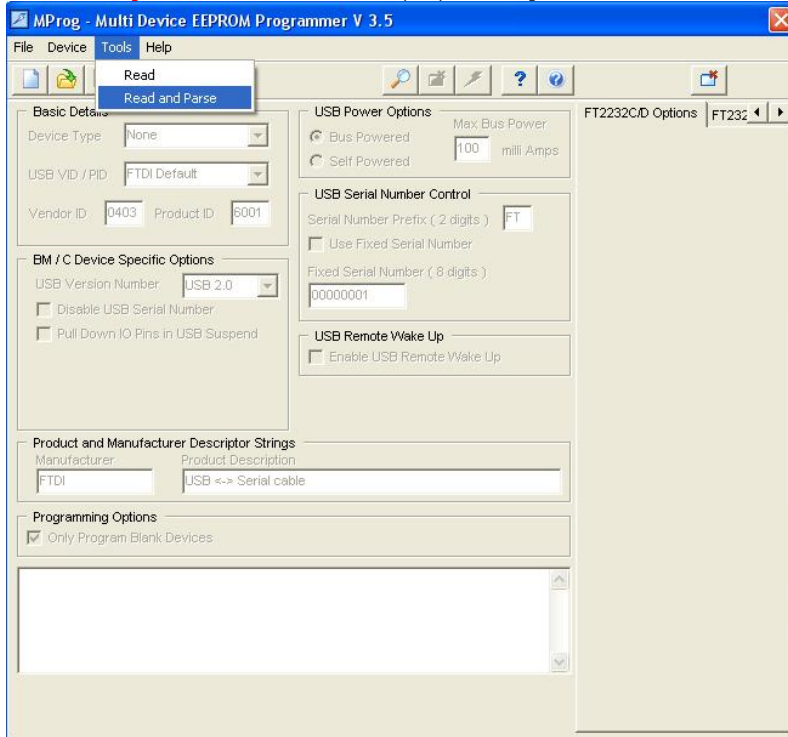 MProg - Multi Device EEPROM Programmer V 3.5
File Device Tools Help
Read
Read and Parse
Basic Details
Device Type None
USB VID / PID FTDI Default
Vendor ID 0403 Product ID 6001
BM / C Device Specific Options
USB Version Number USB 2.0
Disable USB Serial Number
Pull Down IO Pins in USB Suspend
USB Power Options
Max Bus Power
Bus Powered
100 milli Amps
Self Powered
USB Serial Number Control
Serial Number Prefix ( 2 digits ) FT
Use Fixed Serial Number
Fixed Serial Number ( 8 digits )
00000001
USB Remote Wake Up
Enable USB Remote Wake Up
FT2232C/D Options FT232
Product and Manufacturer Descriptor Strings
Manufacturer Product Description
FTDI USB <-> Serial cable
Programming Options
Only Program Blank Devices